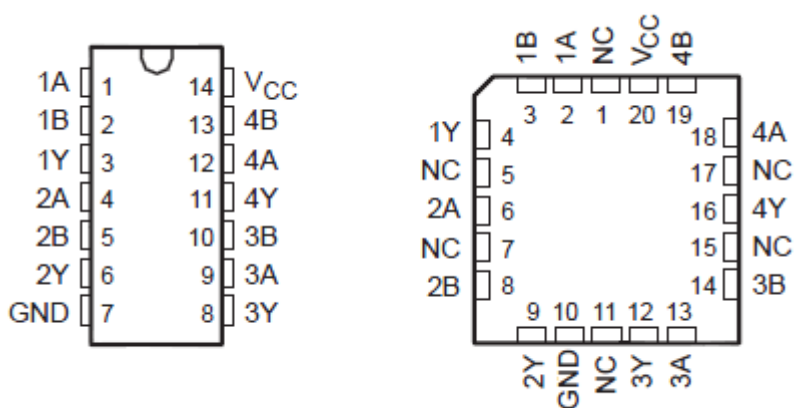 1A 1 14 VCC
1B 2 13 4B
1Y 3 12 4A
2A 4 11 4Y
2B 5 10 3B
2Y 6 9 3A
GND 7 8 3Y
1B 1A NC VCC 4B
3 2 1 20 19
1Y 4 18 4A
NC 5 17 NC
2A 6 16 4Y
NC 7 15 NC
2B 8 14 3B
9 10 11 12 13
2Y GND NC 3Y 3A